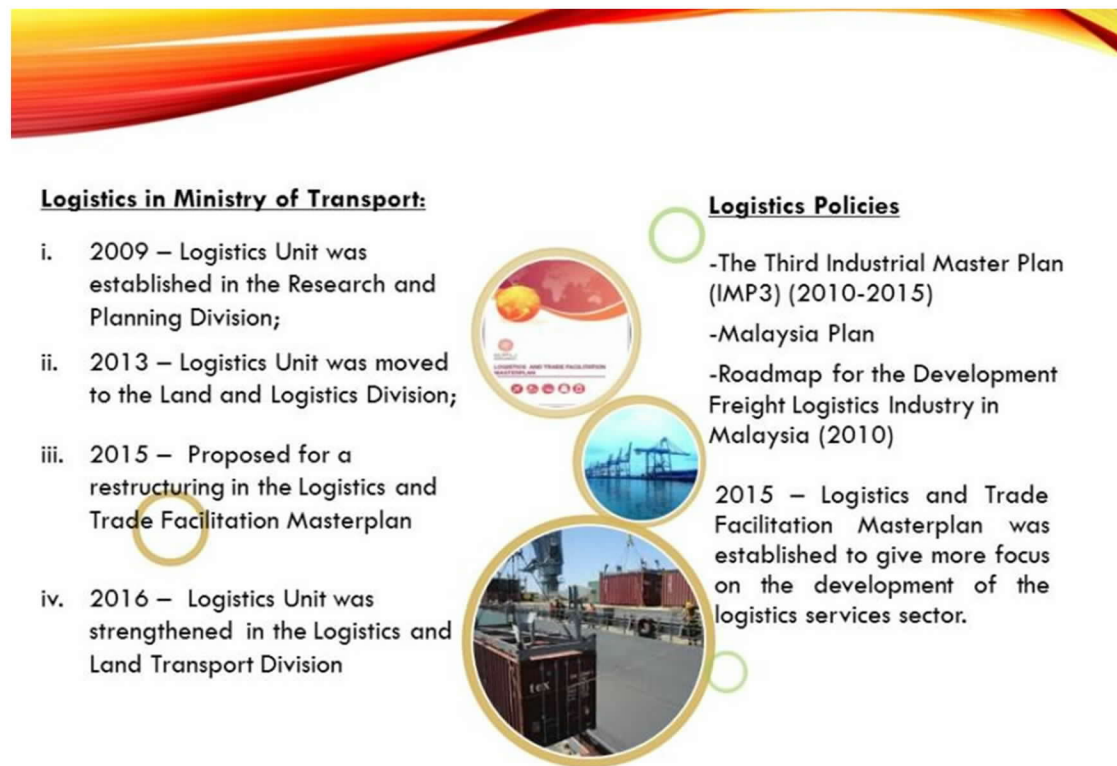 Logistics in Ministry of Transport:
i. 2009 – Logistics Unit was
established in the Research and
Planning Division;
ii. 2013 – Logistics Unit was moved
to the Land and Logistics Division;
iii. 2015 – Proposed for a
restructuring in the Logistics and
Trade Facilitation Masterplan
iv. 2016 – Logistics Unit was
strengthened in the Logistics and
Land Transport Division
LOGISTICS AND TRADE FACILITATION
MASTERPLAN
tex
Logistics Policies
-The Third Industrial Master Plan
(IMP3) (2010-2015)
-Malaysia Plan
-Roadmap for the Development
Freight Logistics Industry in
Malaysia (2010)
2015 – Logistics and Trade
Facilitation Masterplan was
established to give more focus
on the development of the
logistics services sector.